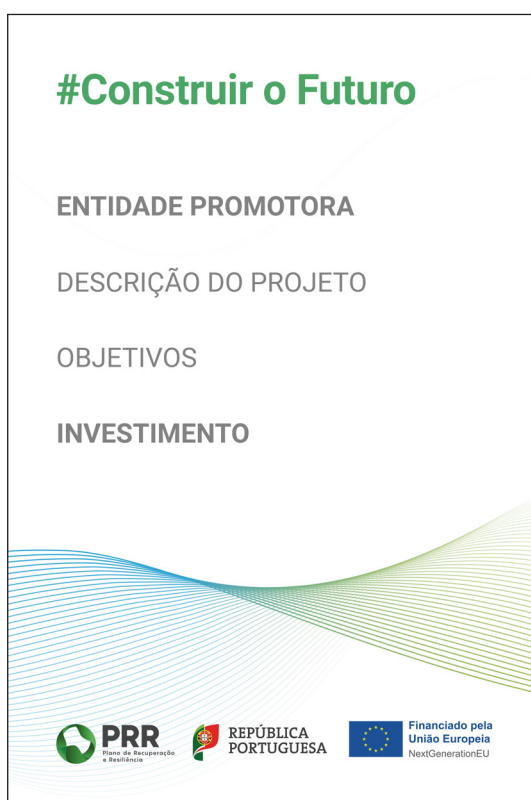 #Construir o Futuro
ENTIDADE PROMOTORA
DESCRIÇÃO DO PROJETO
OBJETIVOS
INVESTIMENTO
PRR
Plano de Recuperação
e Resiliência
REPÚBLICA
PORTUGUESA
Financiado pela
União Europeia
NextGenerationEU